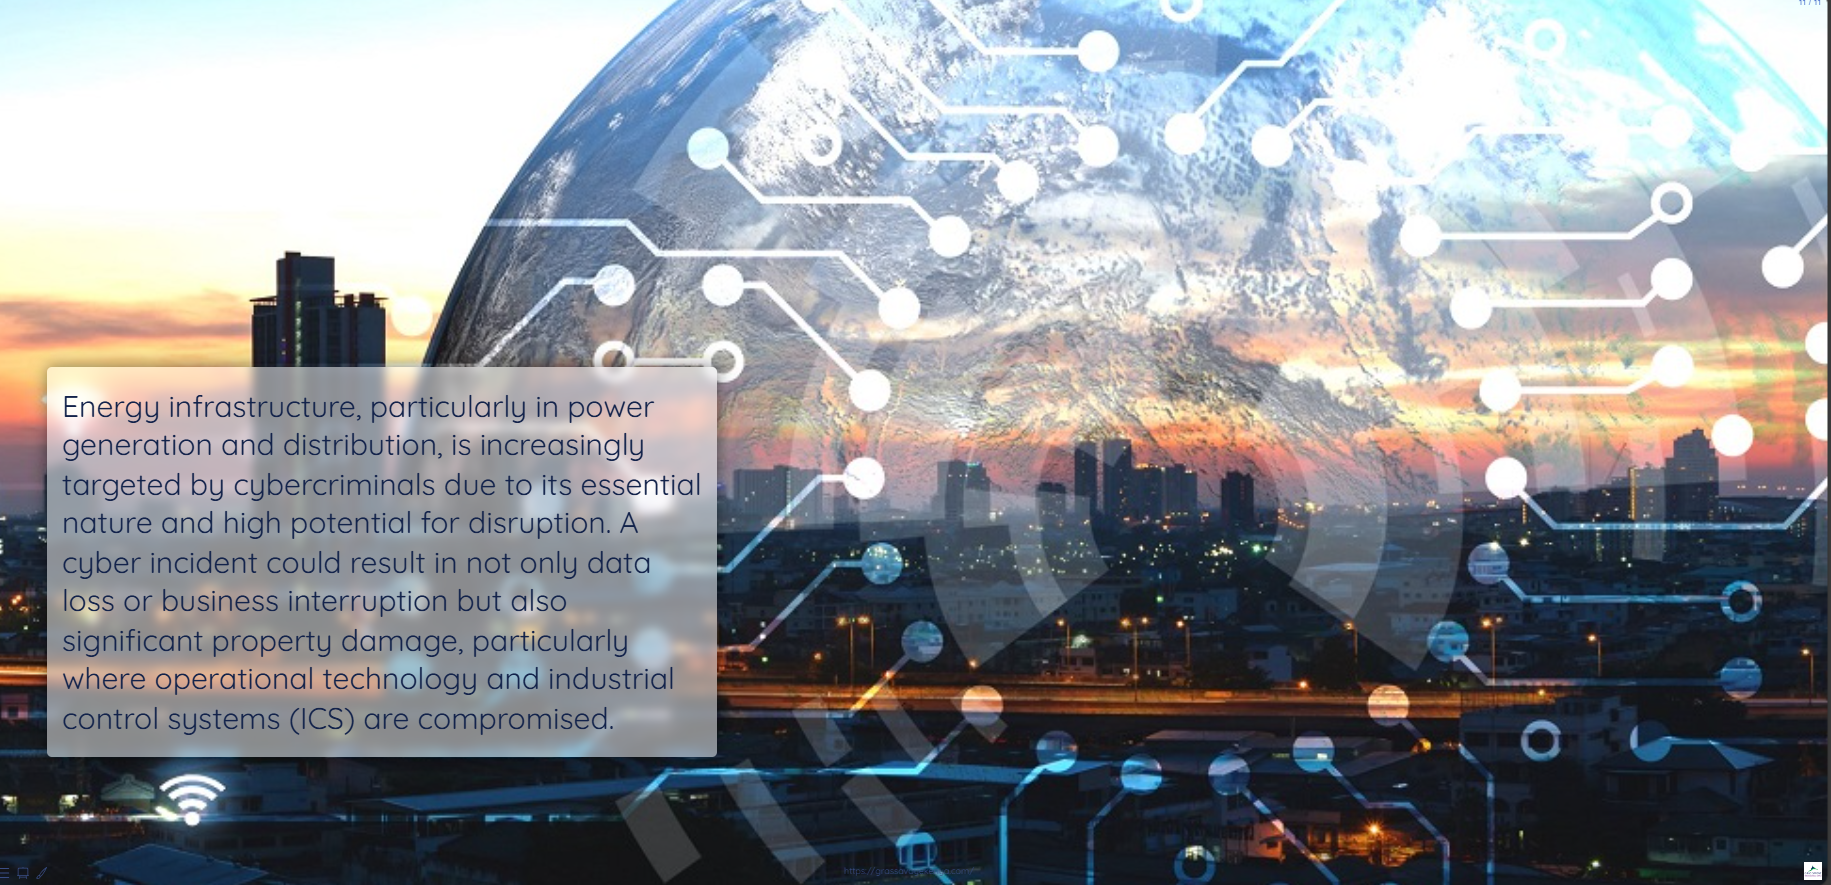 11 / 11
Energy infrastructure, particularly in power
generation and distribution, is increasingly
targeted by cybercriminals due to its essential
nature and high potential for disruption. A
cyber incident could result in not only data
loss or business interruption but also
significant property damage, particularly
where operational technology and industrial
control systems (ICS) are compromised.